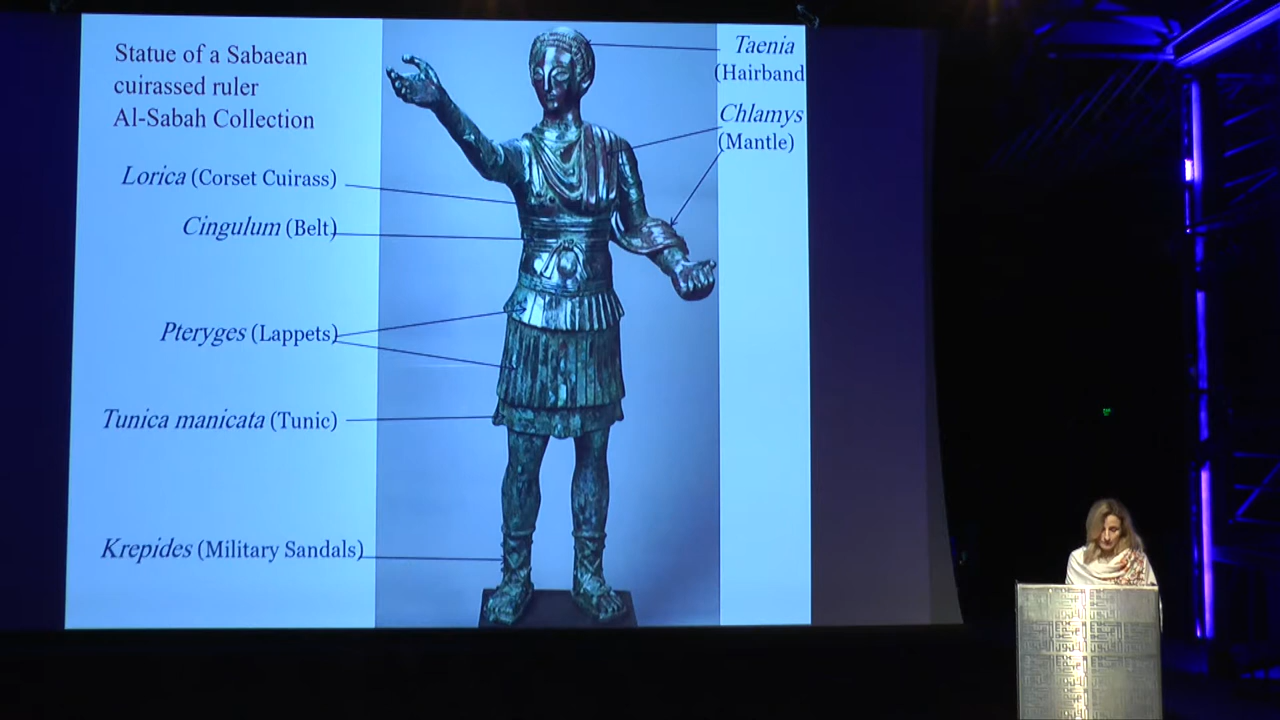 Statue of a Sabaean
cuirassed ruler
Al-Sabah Collection
Taenia
(Hairband
Chlamys
(Mantle)
Lorica (Corset Cuirass)
Cingulum (Belt)
Pteryges (Lappets)
Tunica manicata (Tunic)
Krepides (Military Sandals)